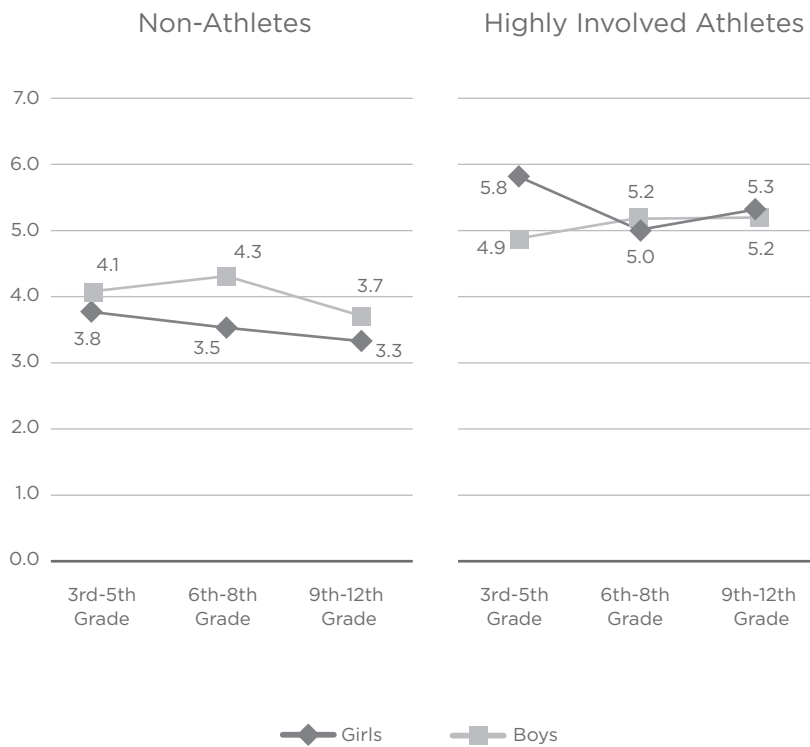 Non-Athletes
Highly Involved Athletes
7.0
6.0
5.0
4.0
3.0
2.0
1.0
0.0
4.1
4.3
3.7
3.8
3.5
3.3
5.8
5.2
5.3
4.9
5.0
5.2
3rd-5th
Grade
6th-8th
Grade
9th-12th
Grade
3rd-5th
Grade
6th-8th
Grade
9th-12th
Grade
Girls
Boys